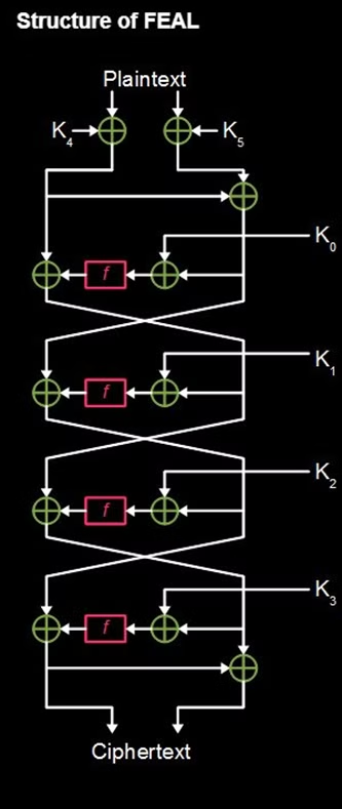 Structure of FEAL
Plaintext
K4 K5
K0
f
K1
f
K2
f
K3
f
Ciphertext